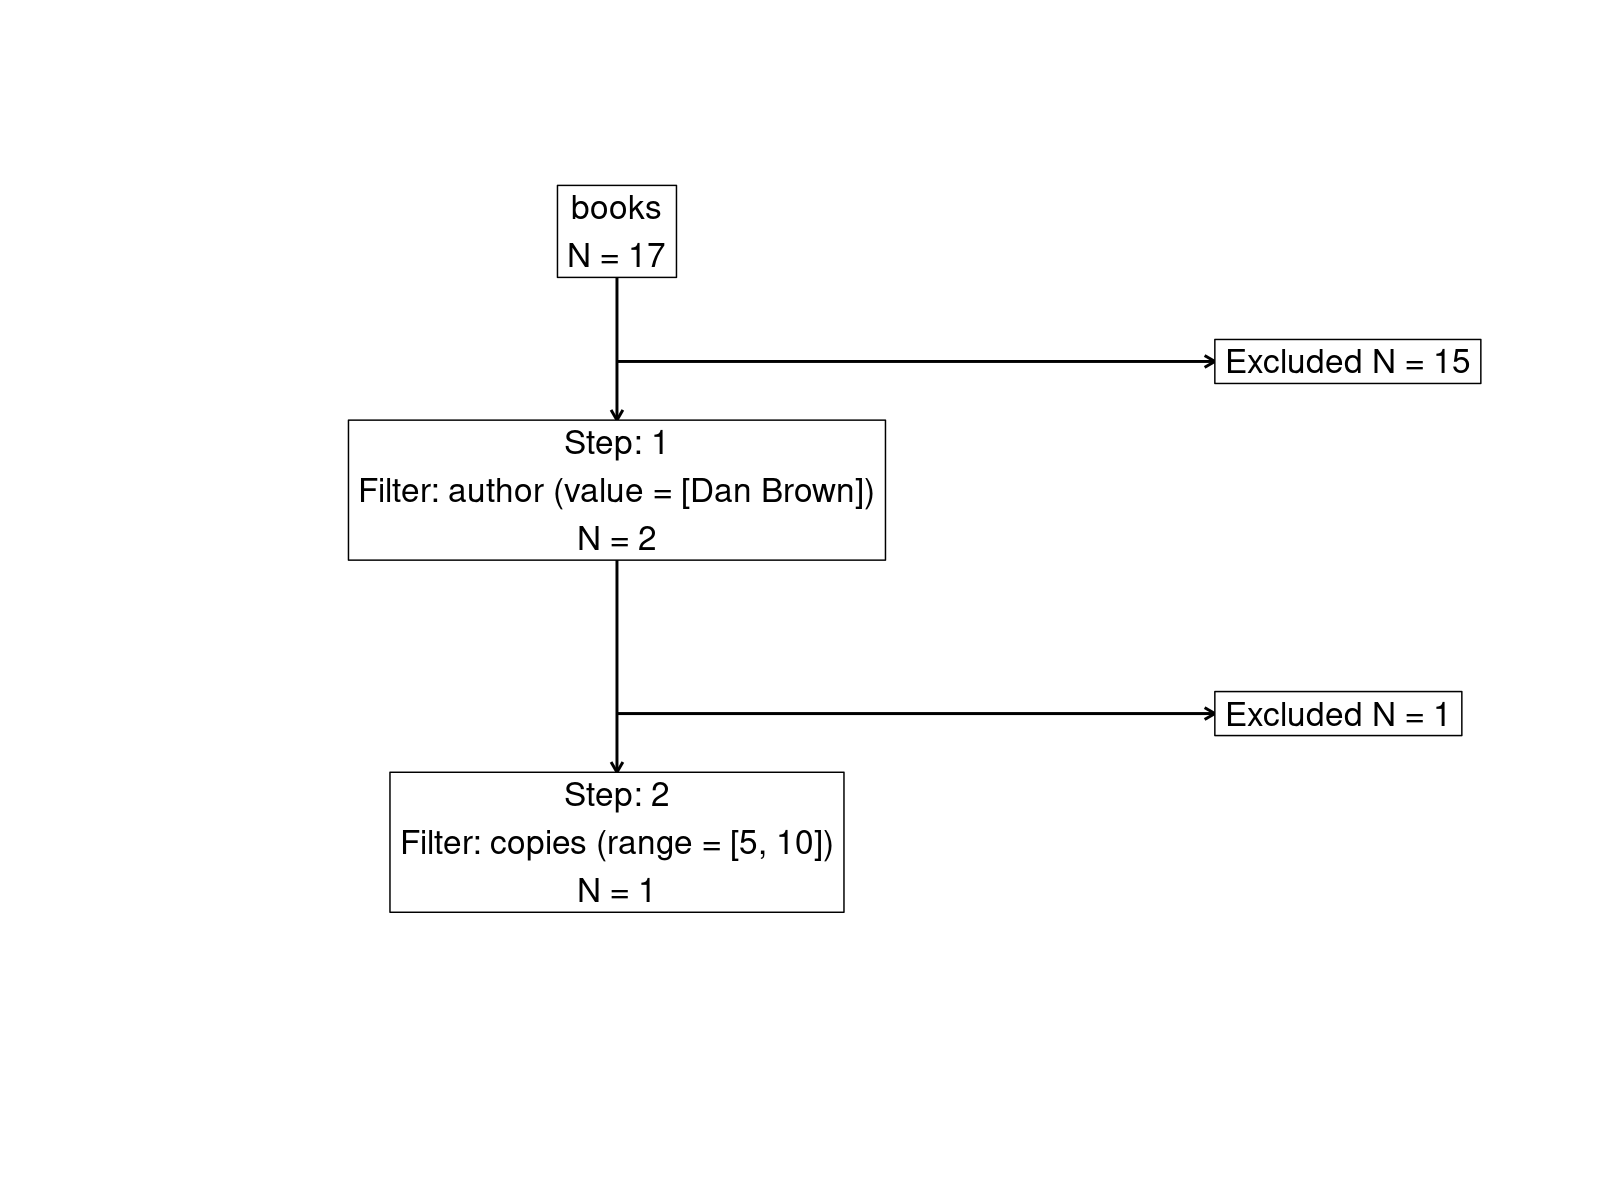 books
N = 17
Excluded N = 15
Step: 1
Filter: author (value = [Dan Brown])
N = 2
Excluded N = 1
Step: 2
Filter: copies (range = [5, 10])
N = 1